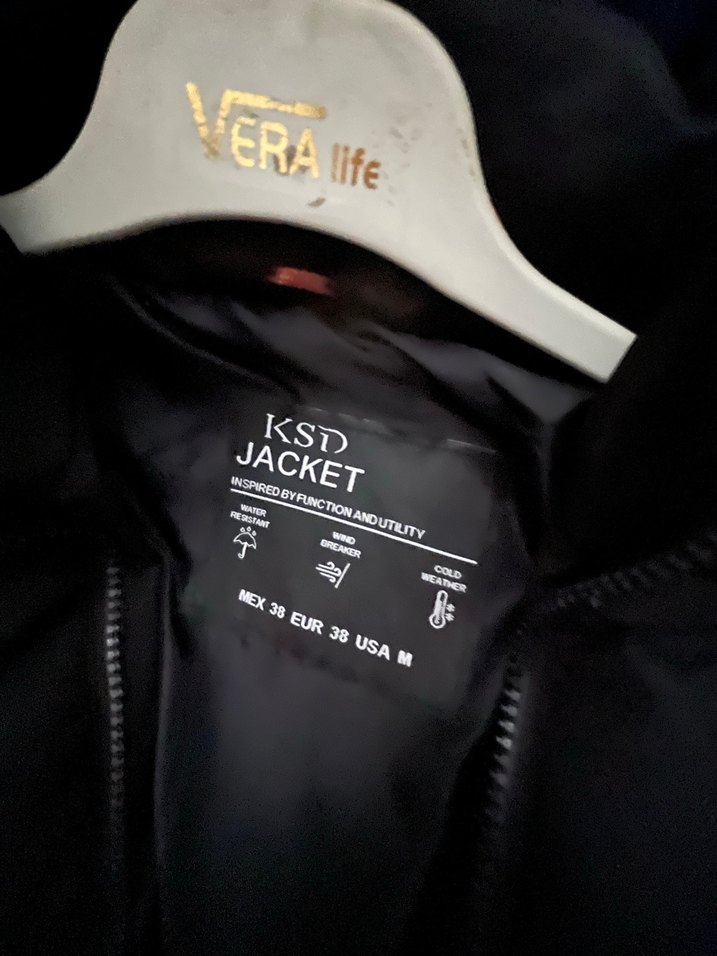 VERA life
KSD
JACKET
INSPIRED BY FUNCTION AND UTILITY
WATER
RESISTANT
WIND
BREAKER
COLD
WEATHER
MEX 38 EUR 38 USA M